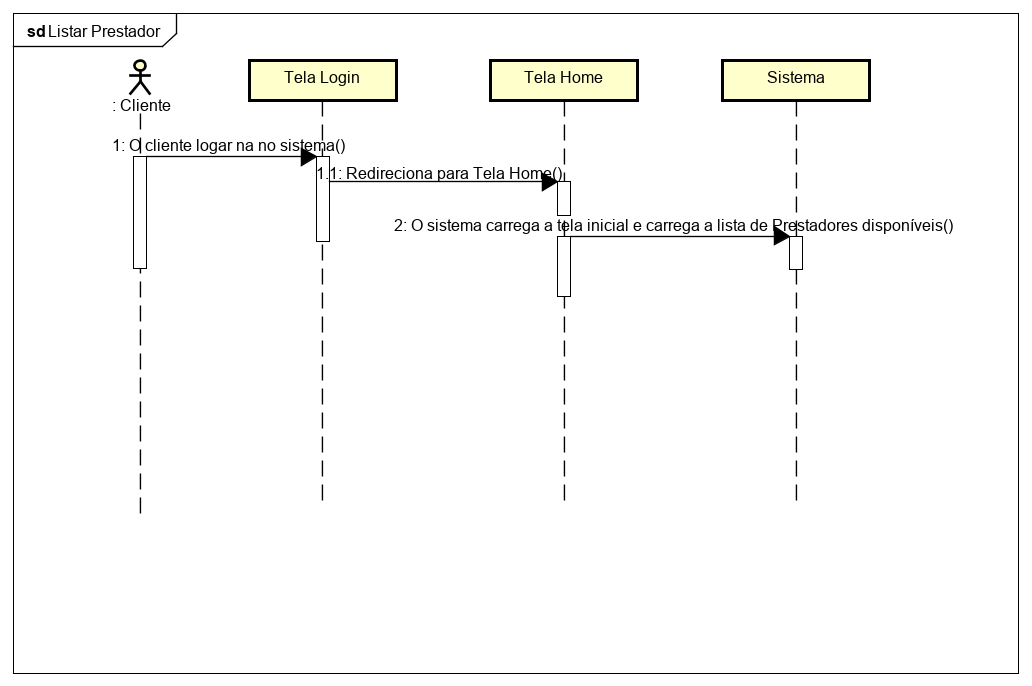 sd Listar Prestador
: Cliente
Tela Login
Tela Home
Sistema
1: O cliente logar na no sistema()
1.1: Redireciona para Tela Home()
2: O sistema carrega a tela inicial e carrega a lista de Prestadores disponíveis()